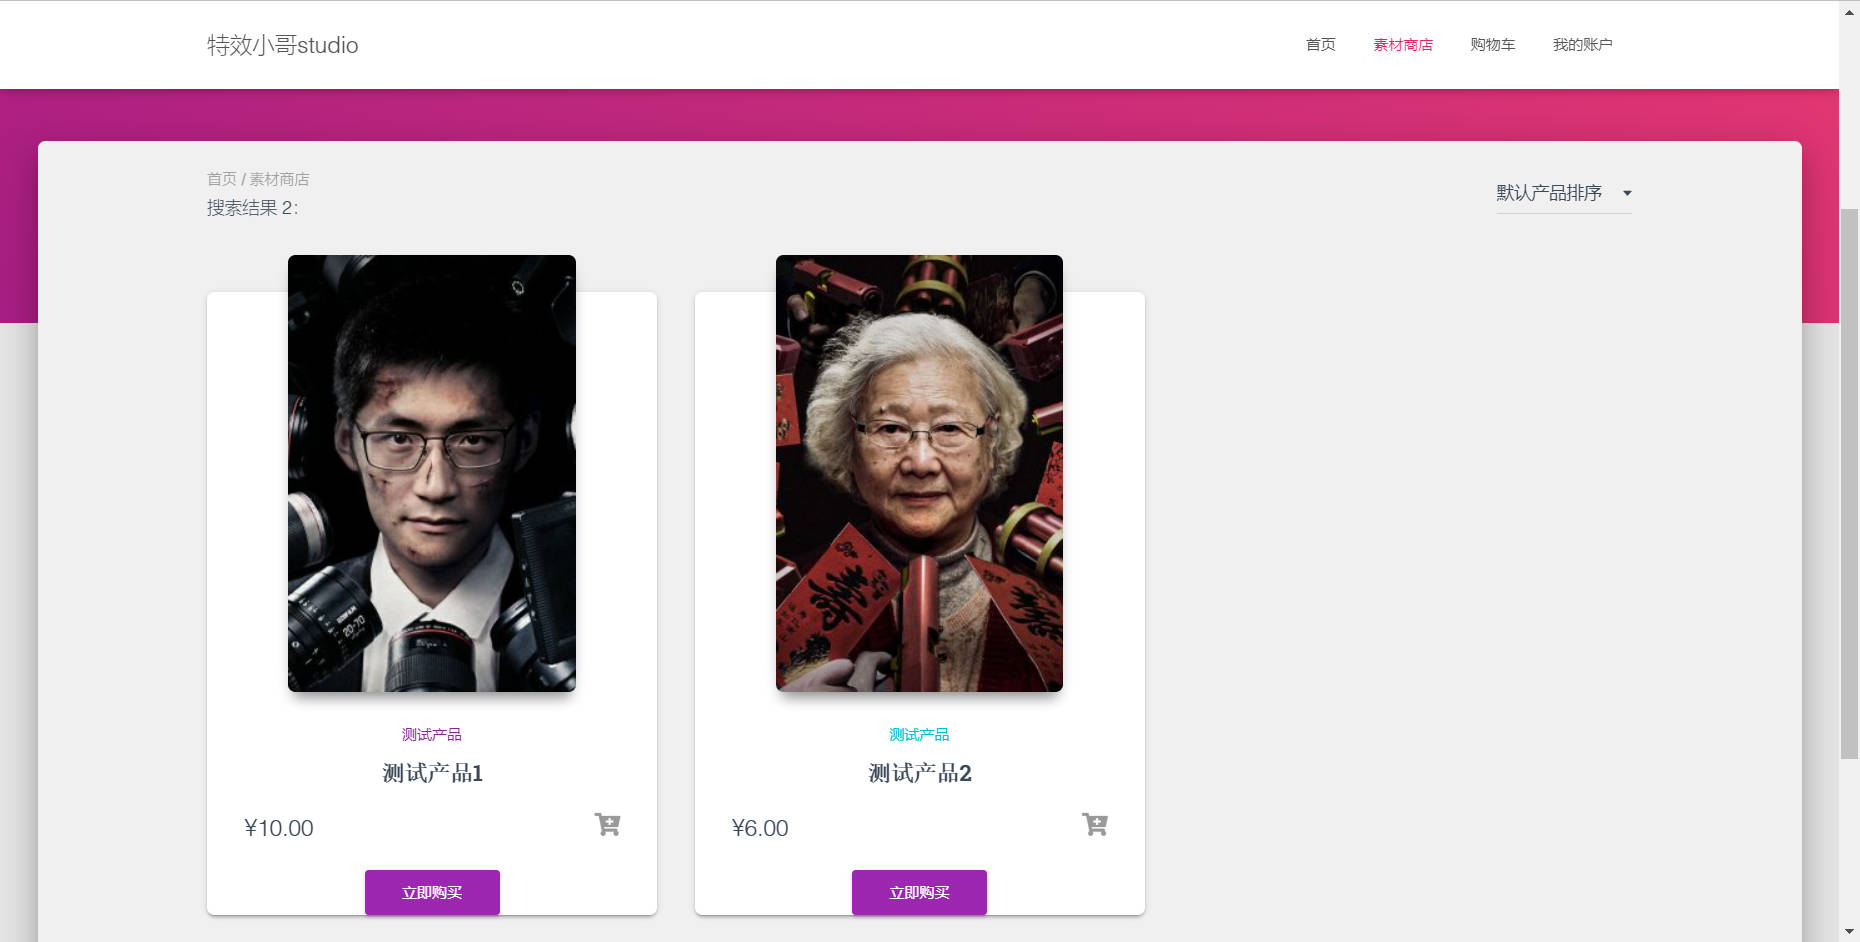 特效小哥studio
首页 素材商店 购物车 我的账户
首页 / 素材商店
搜索结果 2：
默认产品排序
20-70
测试产品
测试产品1
¥10.00
立即购买
测试产品
测试产品2
¥6.00
立即购买